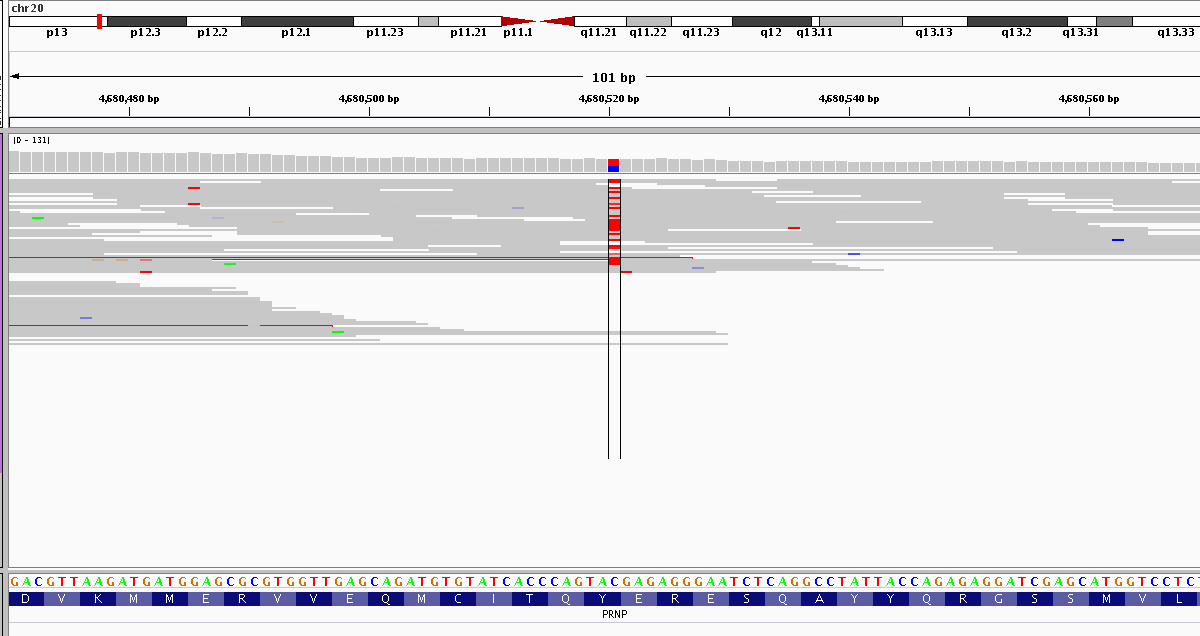 chr20
p13 p12.3 p12.2 p12.1 p11.23 p11.21 p11.1 q11.21 q11.22 q11.23 q12 q13.11 q13.13 q13.2 q13.31 q13.33
101 bp
4,680,480 bp 4,680,500 bp 4,680,520 bp 4,680,540 bp 4,680,560 bp
[0 - 131]
GACGTTAAGATGATGGAGCGCGTGGTTGAGCAGATGTGTATCACCCAGTACGAGAGGGAATCTCAGGCCTATTACCAGAGAGGATCGAGCATGGTCCTC
D V K M M E R V V E Q M C I T Q Y E R E S Q A Y Y Q R G S S M V L
PRNP